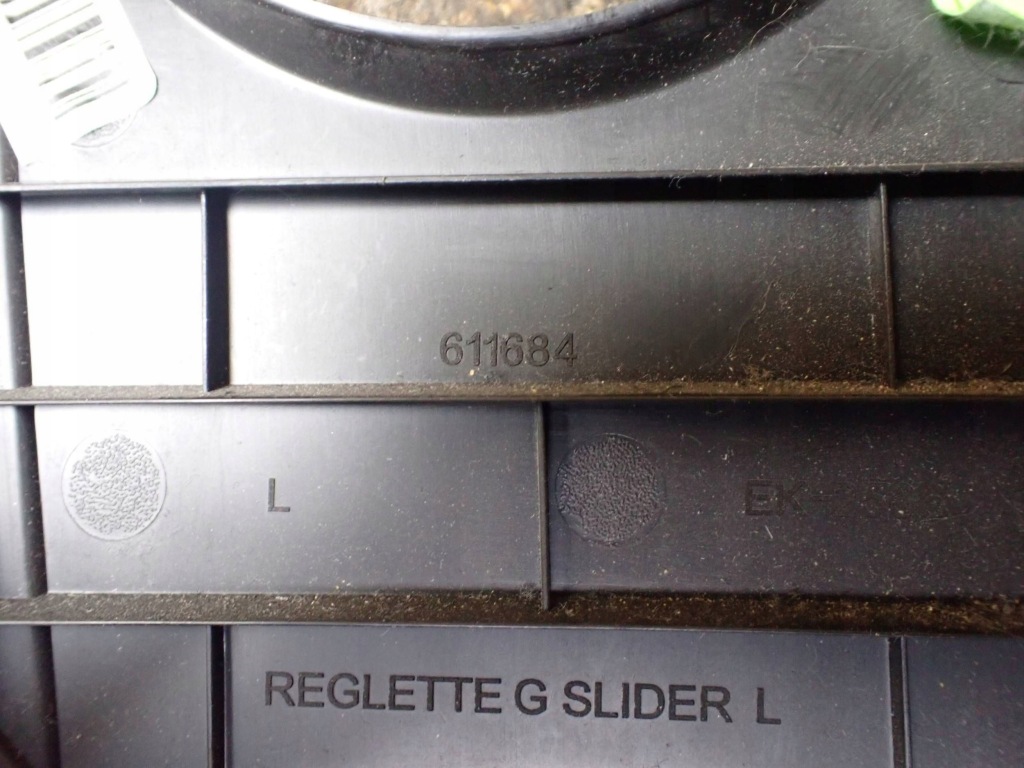 611684
L EK
REGLETTE G SLIDER L